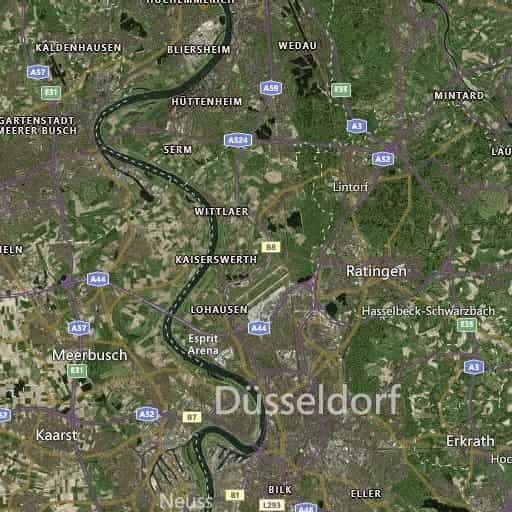 HOCHEMMERICH
KALDENHAUSEN
BLIERSHEIM
WEDAU
A57
E31
A59
E35
MINTARD
HÜTTENHEIM
GARTENSTADT
MEERER BUSCH
A3
A524
SERM
A52
LAU
Lintorf
WITTLAER
B8
KAISERSWERTH
Ratingen
A44
LOHAUSEN
Hasselbeck-Schwarzbach
A57
A44
E35
Esprit
Arena
Meerbusch
E31
A3
Düsseldorf
A52
B7
Kaarst
Erkrath
Hoc
Neuss
B1
BILK
ELLER
L293
A46